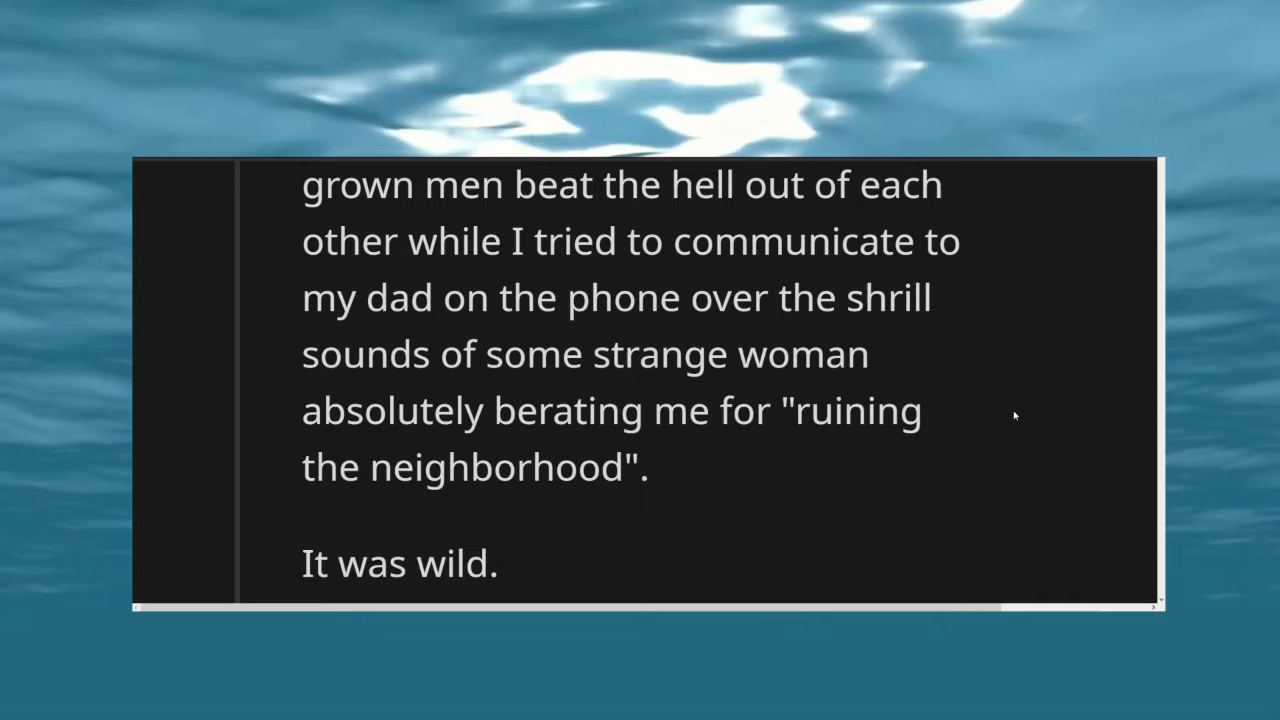 grown men beat the hell out of each
other while I tried to communicate to
my dad on the phone over the shrill
sounds of some strange woman
absolutely berating me for "ruining
the neighborhood".
It was wild.